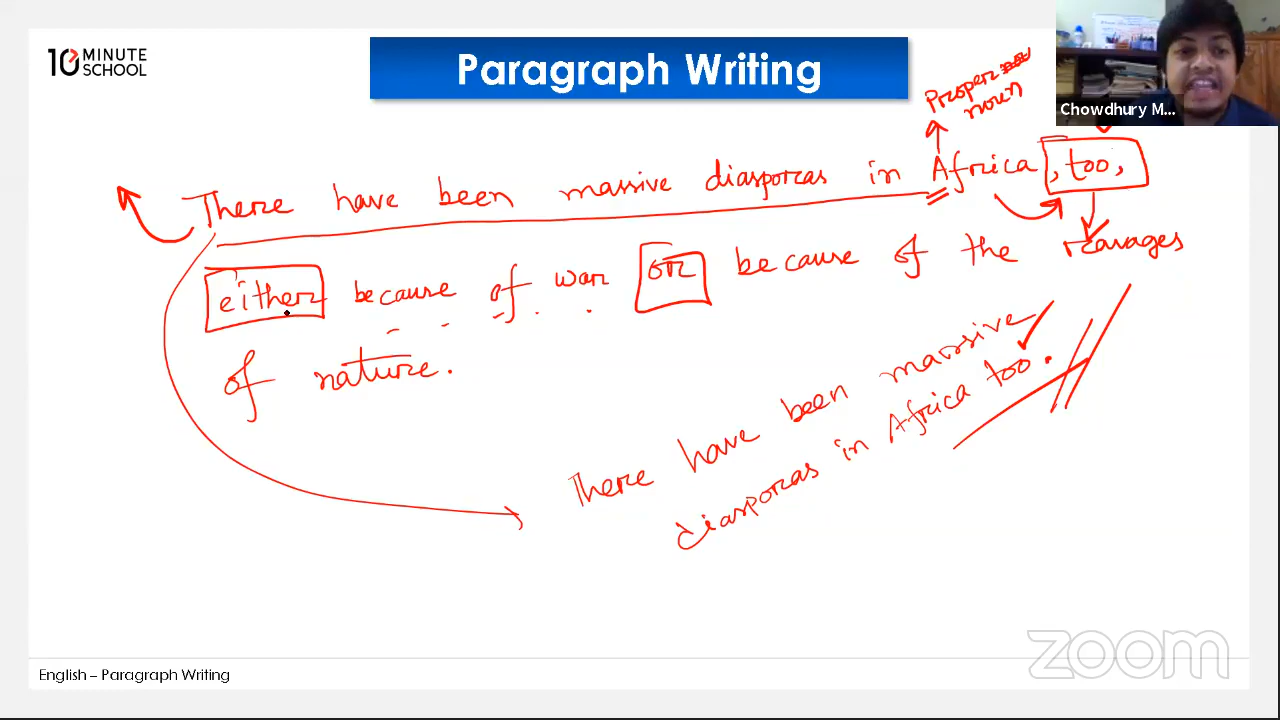 10 MINUTE
SCHOOL
Paragraph Writing
Chowdhury M...
Proper
noun
There have been massive diasporas in Africa, too,
either because of war or because of the ravages
of nature.
There have been massive
diasporas in Africa too.
zoom
English – Paragraph Writing